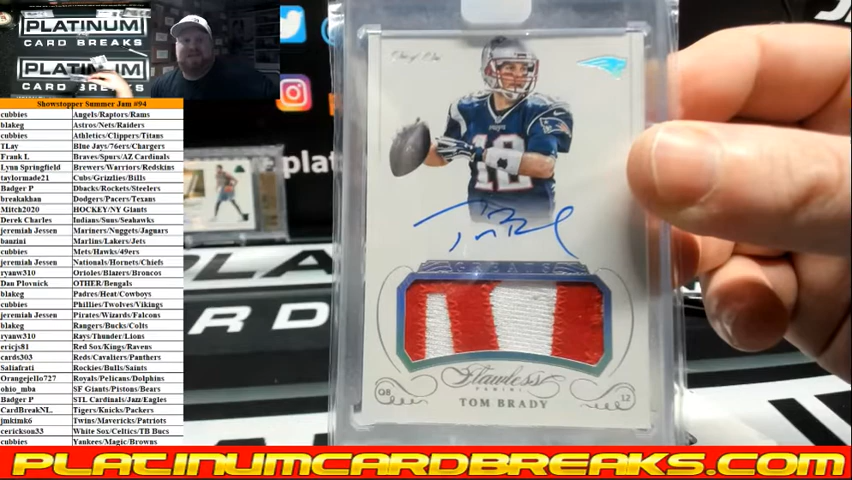 PLATINUM
CARD BREAKS
PLATINUM
CARD BREAKS
Showstopper Summer Jam #94
cubbies Angels/Raptors/Rams
blakeg Astros/Nets/Raiders
cubbies Athletics/Clippers/Titans
TLay Blue Jays/76ers/Chargers
Frank L Braves/Spurs/AZ Cardinals
Lynn Springfield Brewers/Warriors/Redskins
taylormade21 Cubs/Grizzlies/Bills
Badger P Dbacks/Rockets/Steelers
breakakhan Dodgers/Pacers/Texans
Mitch2020 HOCKEY/NY Giants
Derek Charles Indians/Suns/Seahawks
jeremiah Jessen Mariners/Nuggets/Jaguars
banzini Marlins/Lakers/Jets
cubbies Mets/Hawks/49ers
jeremiah Jessen Nationals/Hornets/Chiefs
ryanw310 Orioles/Blazers/Broncos
Dan Plovnick OTHER/Bengals
blakeg Padres/Heat/Cowboys
cubbies Phillies/Twolves/Vikings
jeremiah Jessen Pirates/Wizards/Falcons
blakeg Rangers/Bucks/Colts
ryanw310 Rays/Thunder/Lions
ericjs81 Red Sox/Kings/Ravens
cards303 Reds/Cavaliers/Panthers
Saliafrati Rockies/Bulls/Saints
Orangejello727 Royals/Pelicans/Dolphins
ohio_mba SF Giants/Pistons/Bears
Badger P STL Cardinals/Jazz/Eagles
CardBreakNL. Tigers/Knicks/Packers
jmkimk6 Twins/Mavericks/Patriots
cerickson33 White Sox/Celtics/TB Bucs
cubbies Yankees/Magic/Browns
PATRIOTS
12
QB
Flawless
PANINI
TOM BRADY
12
PLATINUMCARDBREAKS.COM